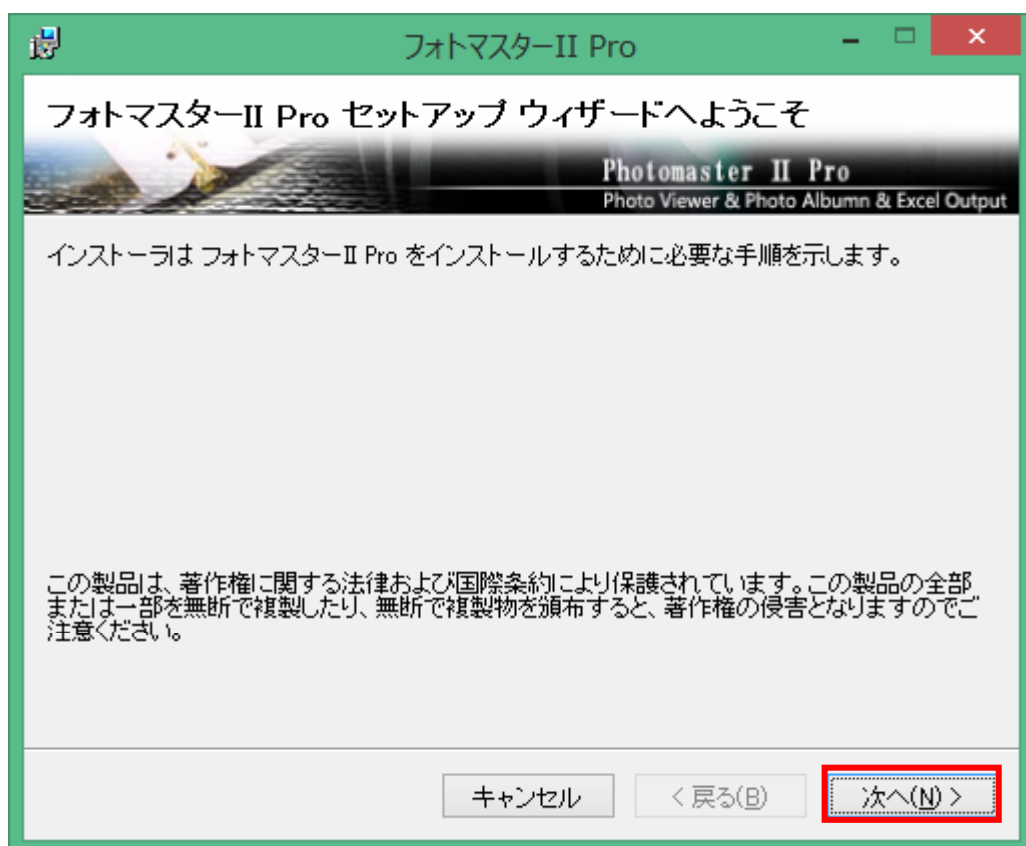 フォトマスターII Pro
フォトマスターII Pro セットアップ ウィザードへようこそ
Photomaster II Pro
Photo Viewer & Photo Albumn & Excel Output
インストーラは フォトマスターII Pro をインストールするために必要な手順を示します。
この製品は、著作権に関する法律および国際条約により保護されています。この製品の全部
または一部を無断で複製したり、無断で複製物を頒布すると、著作権の侵害となりますのでご
注意ください。
キャンセル
< 戻る(B)
次へ(N) >